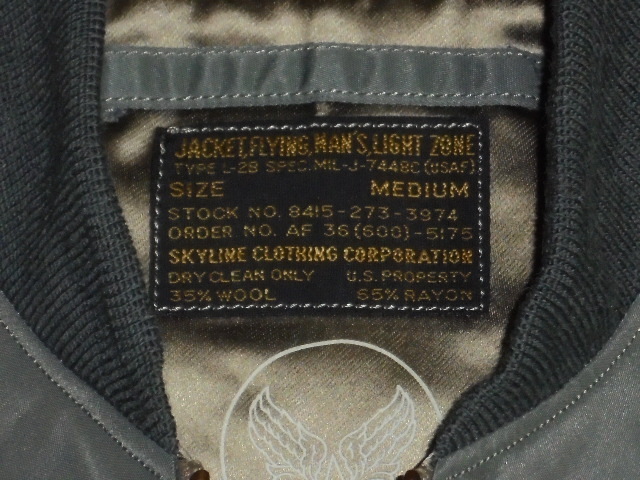 JACKET,FLYING,MAN'S,LIGHT ZONE
TYPE L-2B SPEC.MIL-J-7448C(USAF)
SIZE MEDIUM
STOCK NO. 8415-273-3974
ORDER NO. AF 36(600)-5175
SKYLINE CLOTHING CORPORATION
DRY CLEAN ONLY U.S. PROPERTY
35% WOOL 65% RAYON